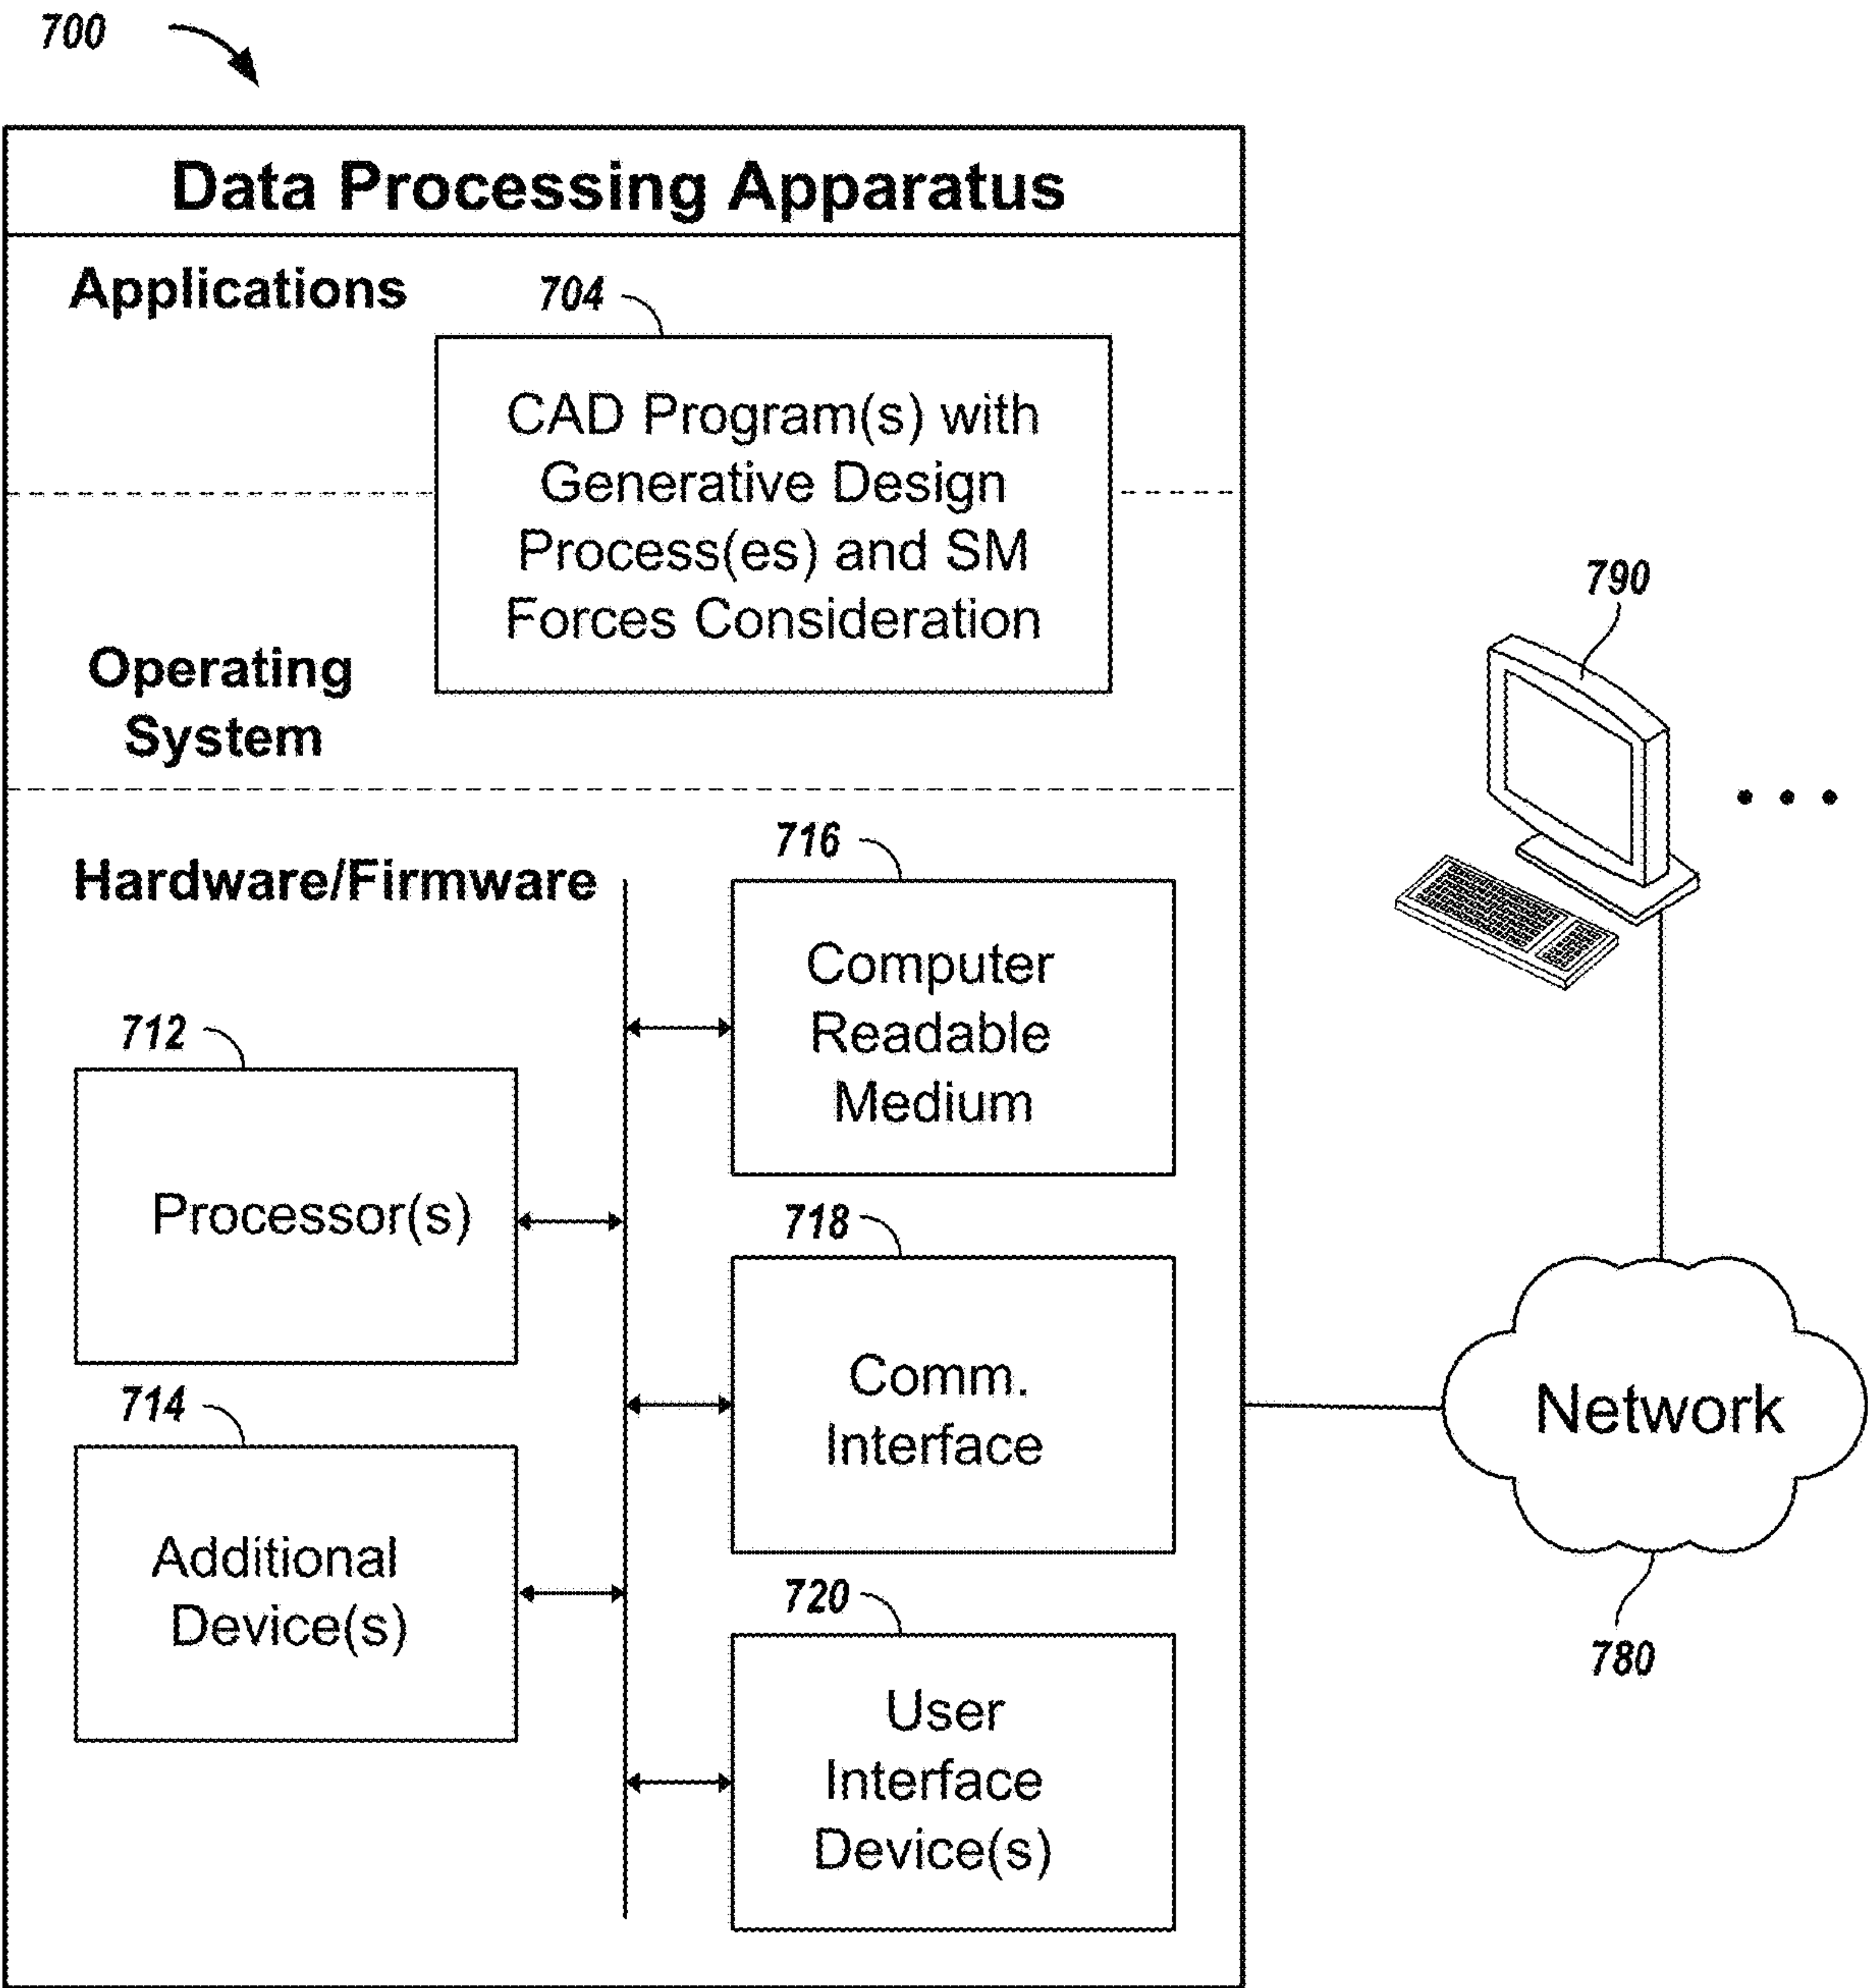 700
Data Processing Apparatus
Applications
704
CAD Program(s) with
Generative Design
Process(es) and SM
Forces Consideration
Operating
System
790
Hardware/Firmware
716
Computer
Readable
Medium
712
Processor(s)
718
Comm.
Interface
714
Additional
Device(s)
720
User
Interface
Device(s)
Network
780